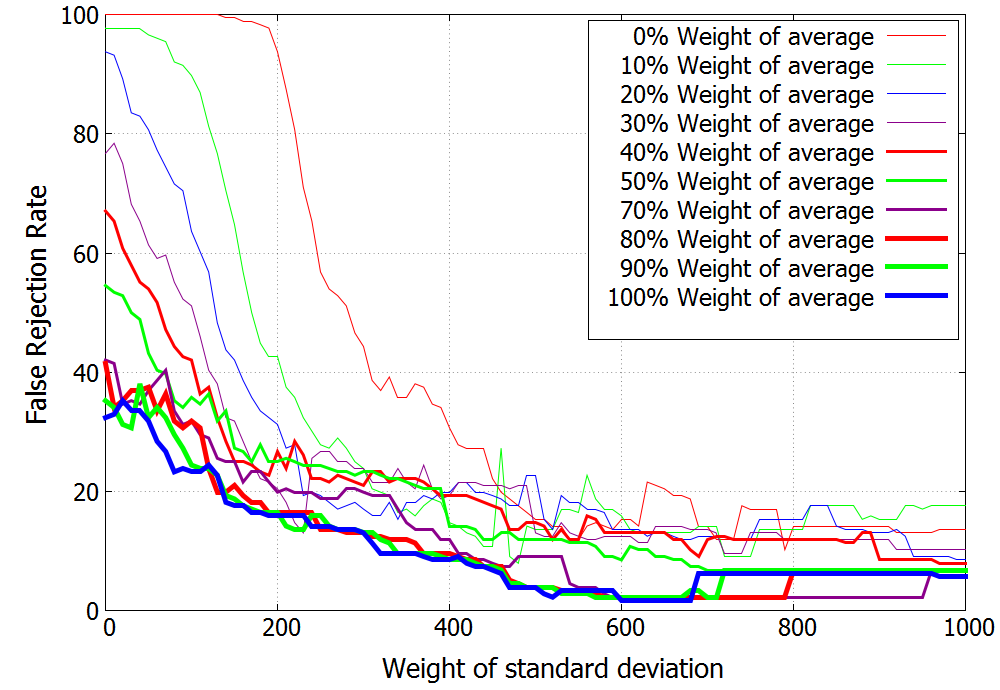 100
80
60
40
20
0
0 200 400 600 800 1000
False Rejection Rate
Weight of standard deviation
0% Weight of average
10% Weight of average
20% Weight of average
30% Weight of average
40% Weight of average
50% Weight of average
70% Weight of average
80% Weight of average
90% Weight of average
100% Weight of average